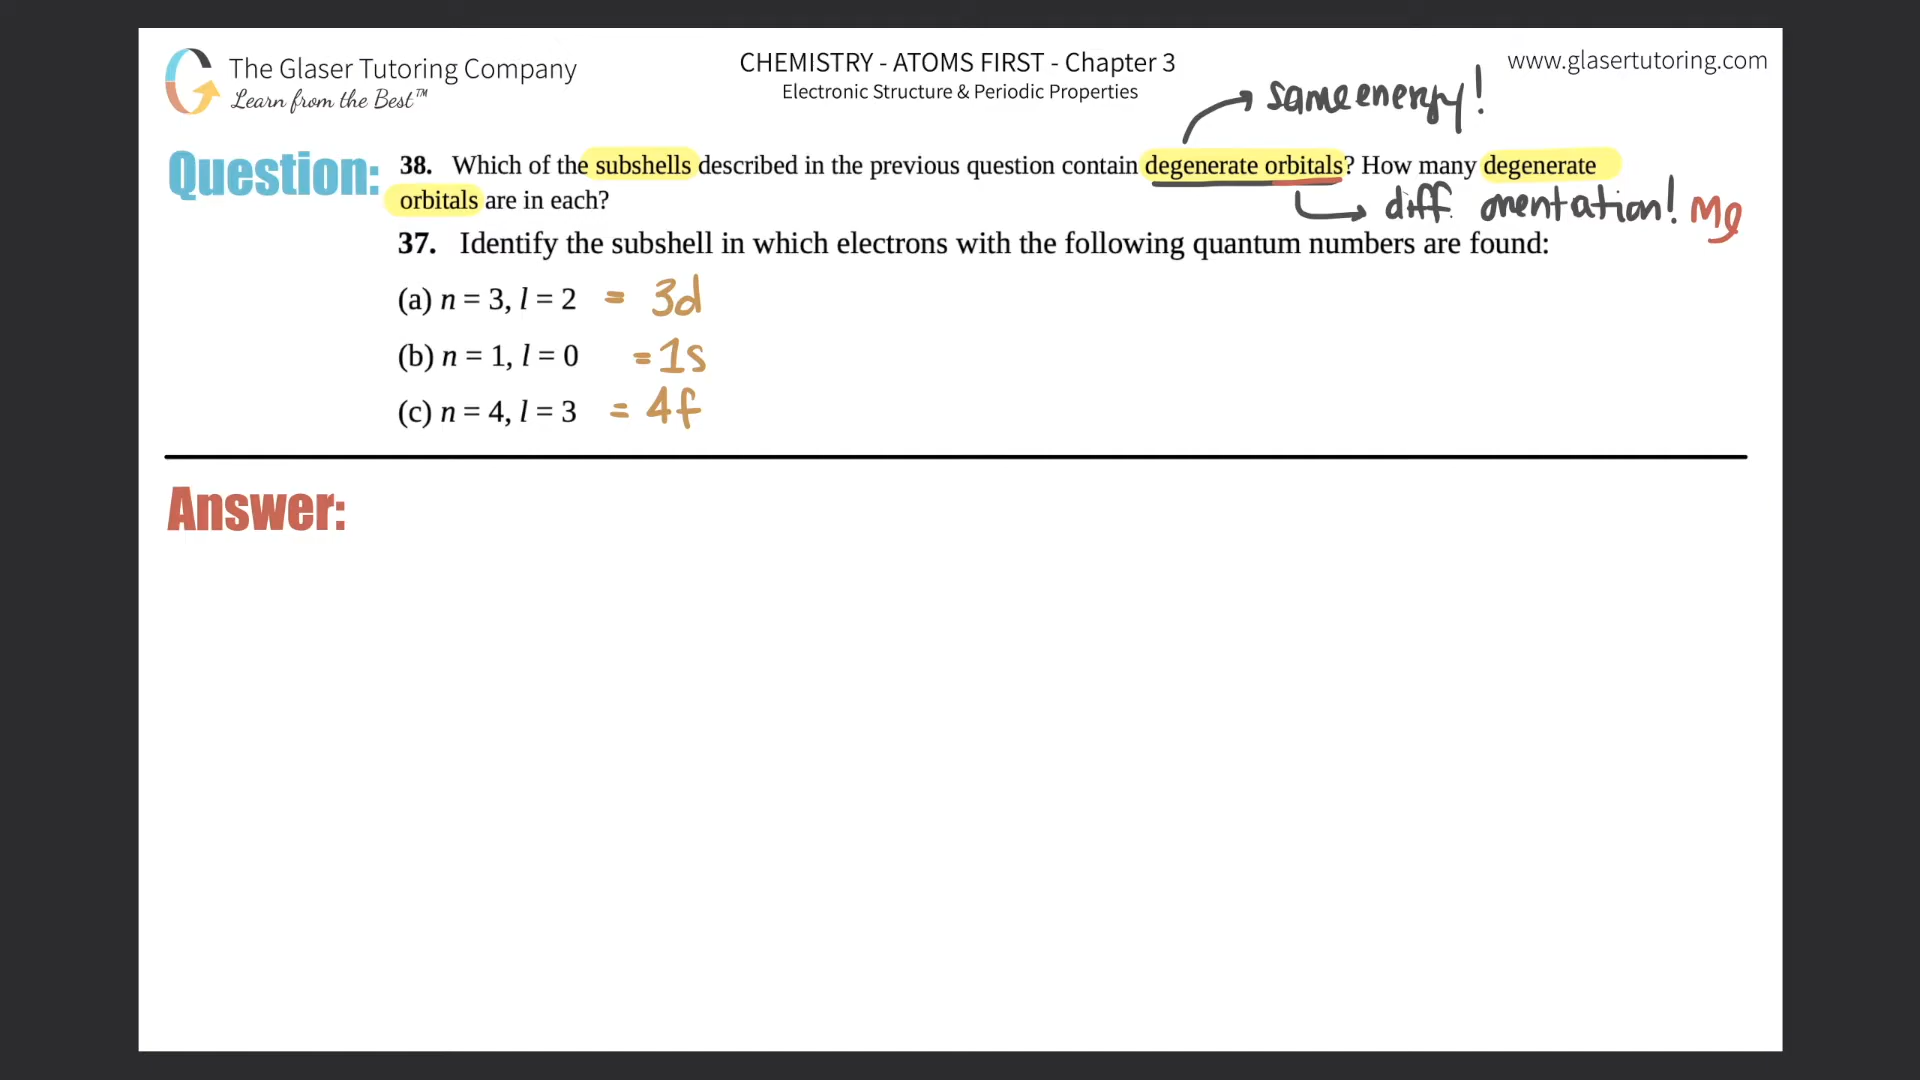 The Glaser Tutoring Company
Learn from the Best™
CHEMISTRY - ATOMS FIRST - Chapter 3
Electronic Structure & Periodic Properties
www.glasertutoring.com
same energy!
Question:
38. Which of the subshells described in the previous question contain degenerate orbitals? How many degenerate
orbitals are in each?
diff. orientation! Ml
37. Identify the subshell in which electrons with the following quantum numbers are found:
(a) n = 3, l = 2 = 3d
(b) n = 1, l = 0 = 1s
(c) n = 4, l = 3 = 4f
Answer: